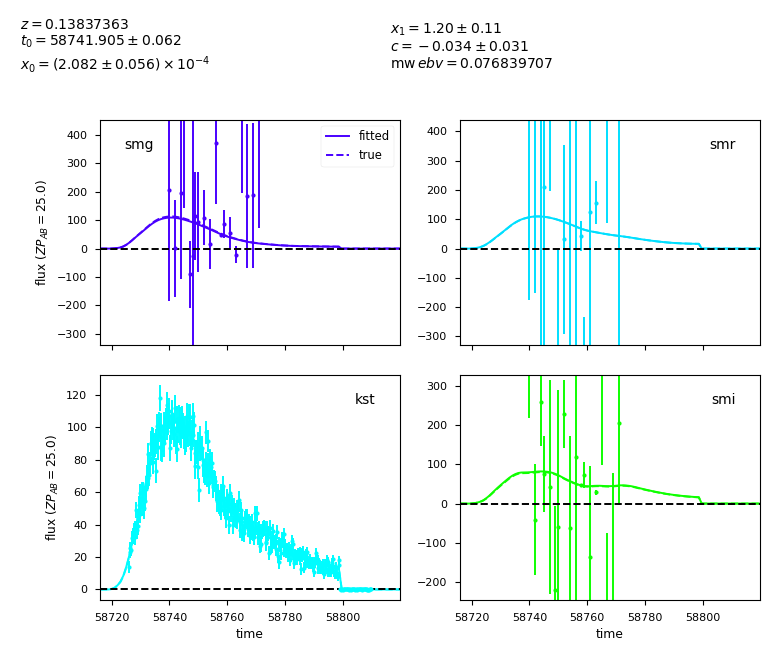 z = 0.13837363
t₀ = 58741.905 ± 0.062
x₀ = (2.082 ± 0.056) × 10⁻⁴
x₁ = 1.20 ± 0.11
c = −0.034 ± 0.031
mw ebv = 0.076839707
smg
fitted
true
400
300
200
100
0
−100
−200
−300
flux (ZP_AB = 25.0)
smr
400
300
200
100
0
−100
−200
−300
kst
120
100
80
60
40
20
0
flux (ZP_AB = 25.0)
58720 58740 58760 58780 58800
time
smi
300
200
100
0
−100
−200
58720 58740 58760 58780 58800
time